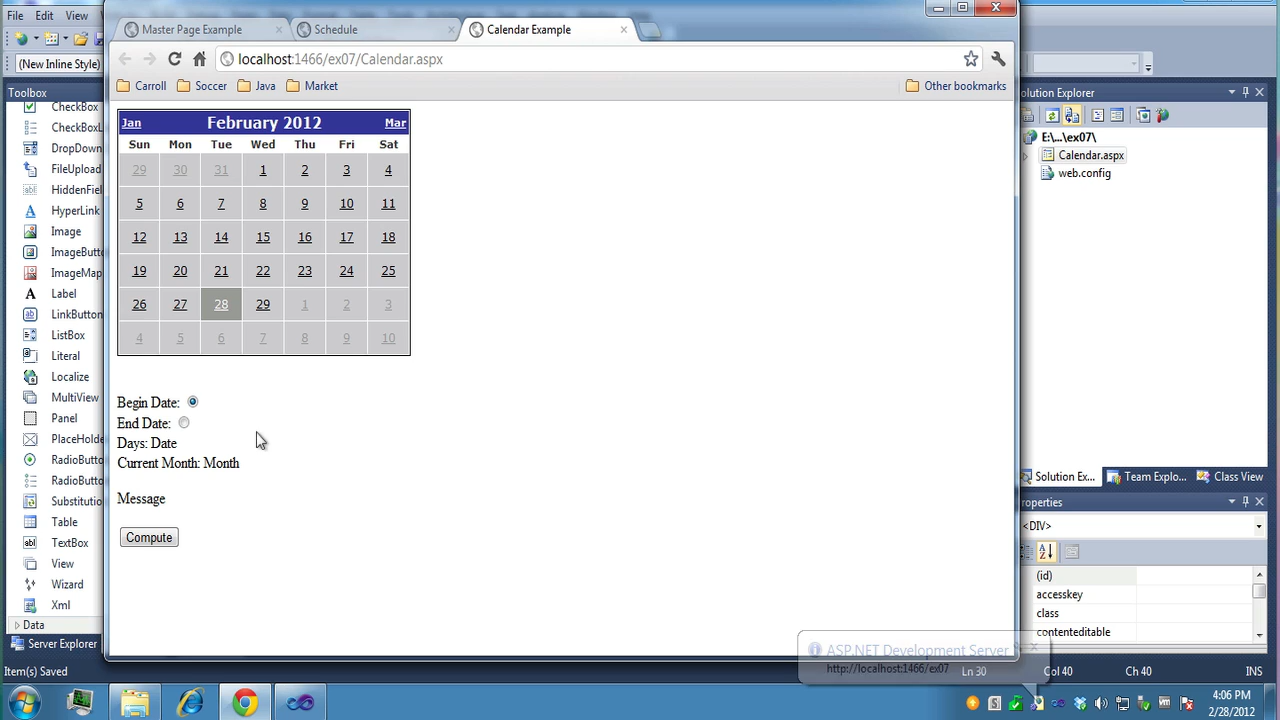 File Edit View
Master Page Example
Schedule
Calendar Example
localhost:1466/ex07/Calendar.aspx
(New Inline Style)
Carroll Soccer Java Market Other bookmarks
Toolbox
CheckBox
CheckBoxL
DropDown
FileUpload
HiddenFiel
HyperLink
Image
ImageButto
ImageMap
Label
LinkButton
ListBox
Literal
Localize
MultiView
Panel
PlaceHolde
RadioButto
RadioButto
Substitutio
Table
TextBox
View
Wizard
Xml
Data
Server Explorer
Item(s) Saved
Jan February 2012 Mar
Sun Mon Tue Wed Thu Fri Sat
29 30 31 1 2 3 4
5 6 7 8 9 10 11
12 13 14 15 16 17 18
19 20 21 22 23 24 25
26 27 28 29 1 2 3
4 5 6 7 8 9 10
Begin Date:
End Date:
Days: Date
Current Month: Month
Message
Compute
olution Explorer
E:\...\ex07\
Calendar.aspx
web.config
Solution Ex... Team Explo... Class View
roperties
<DIV>
(id)
accesskey
class
contenteditable
ASP.NET Development Server
http://localhost:1466/ex07
Ln 30 Col 40 Ch 40 INS
4:06 PM
2/28/2012